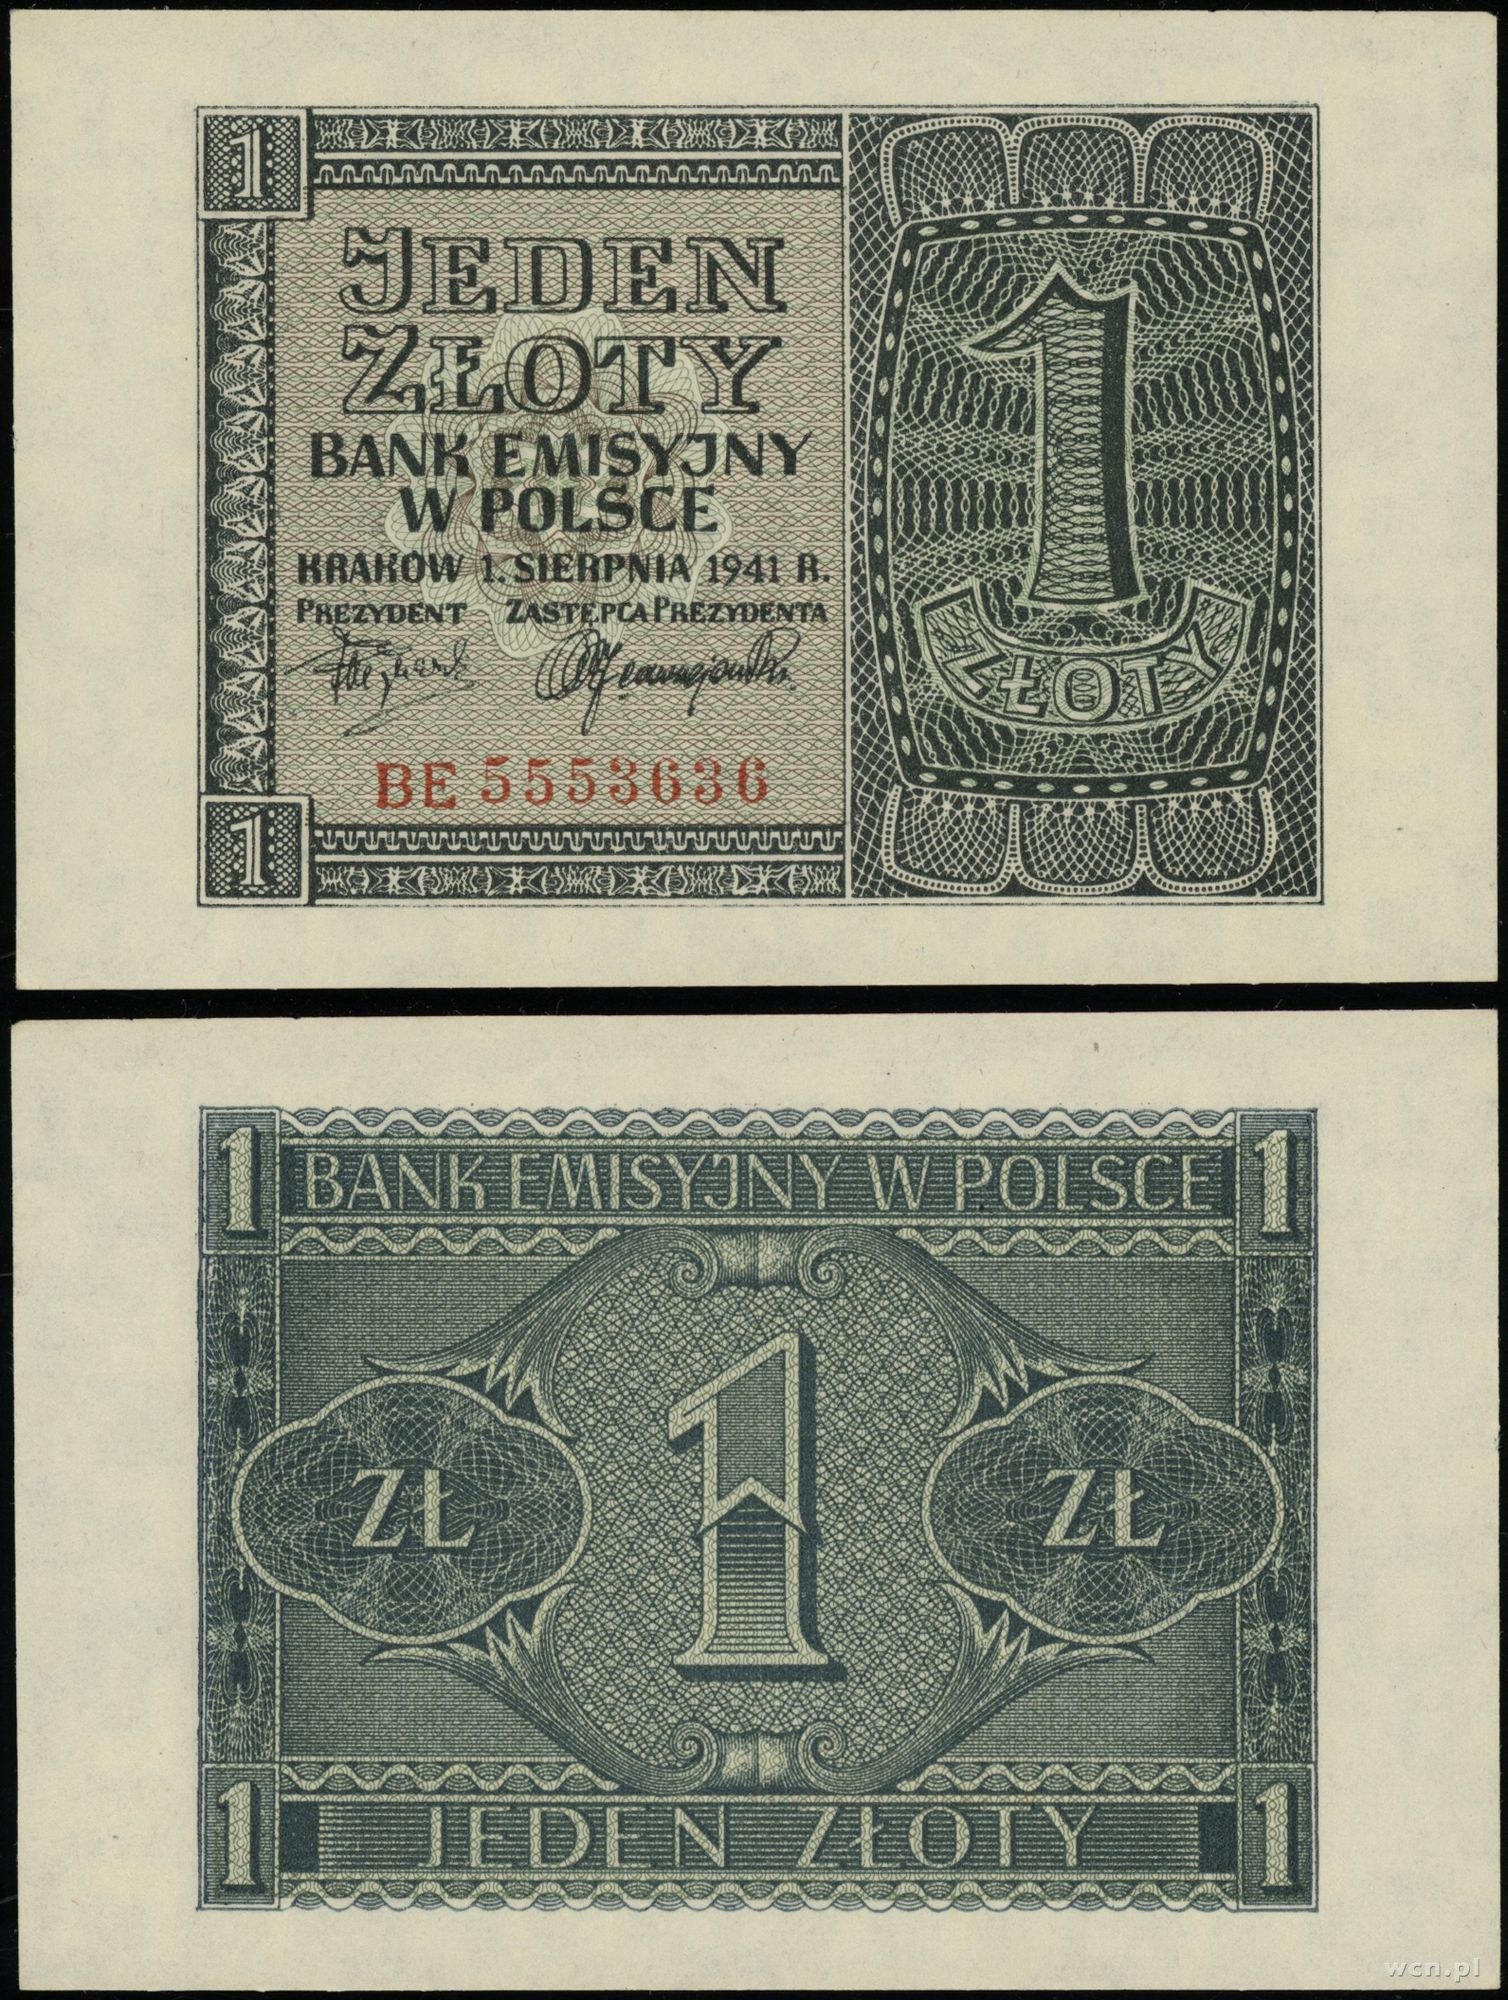 1
JEDEN
ZŁOTY
BANK EMISYJNY
W POLSCE
KRAKÓW 1. SIERPNIA 1941 R.
PREZYDENT ZASTĘPCA PREZYDENTA
BE 5553636
1
1
ZŁOTY
1 BANK EMISYJNY W POLSCE 1
ZŁ 1 ZŁ
1 JEDEN ZŁOTY 1
wcn.pl